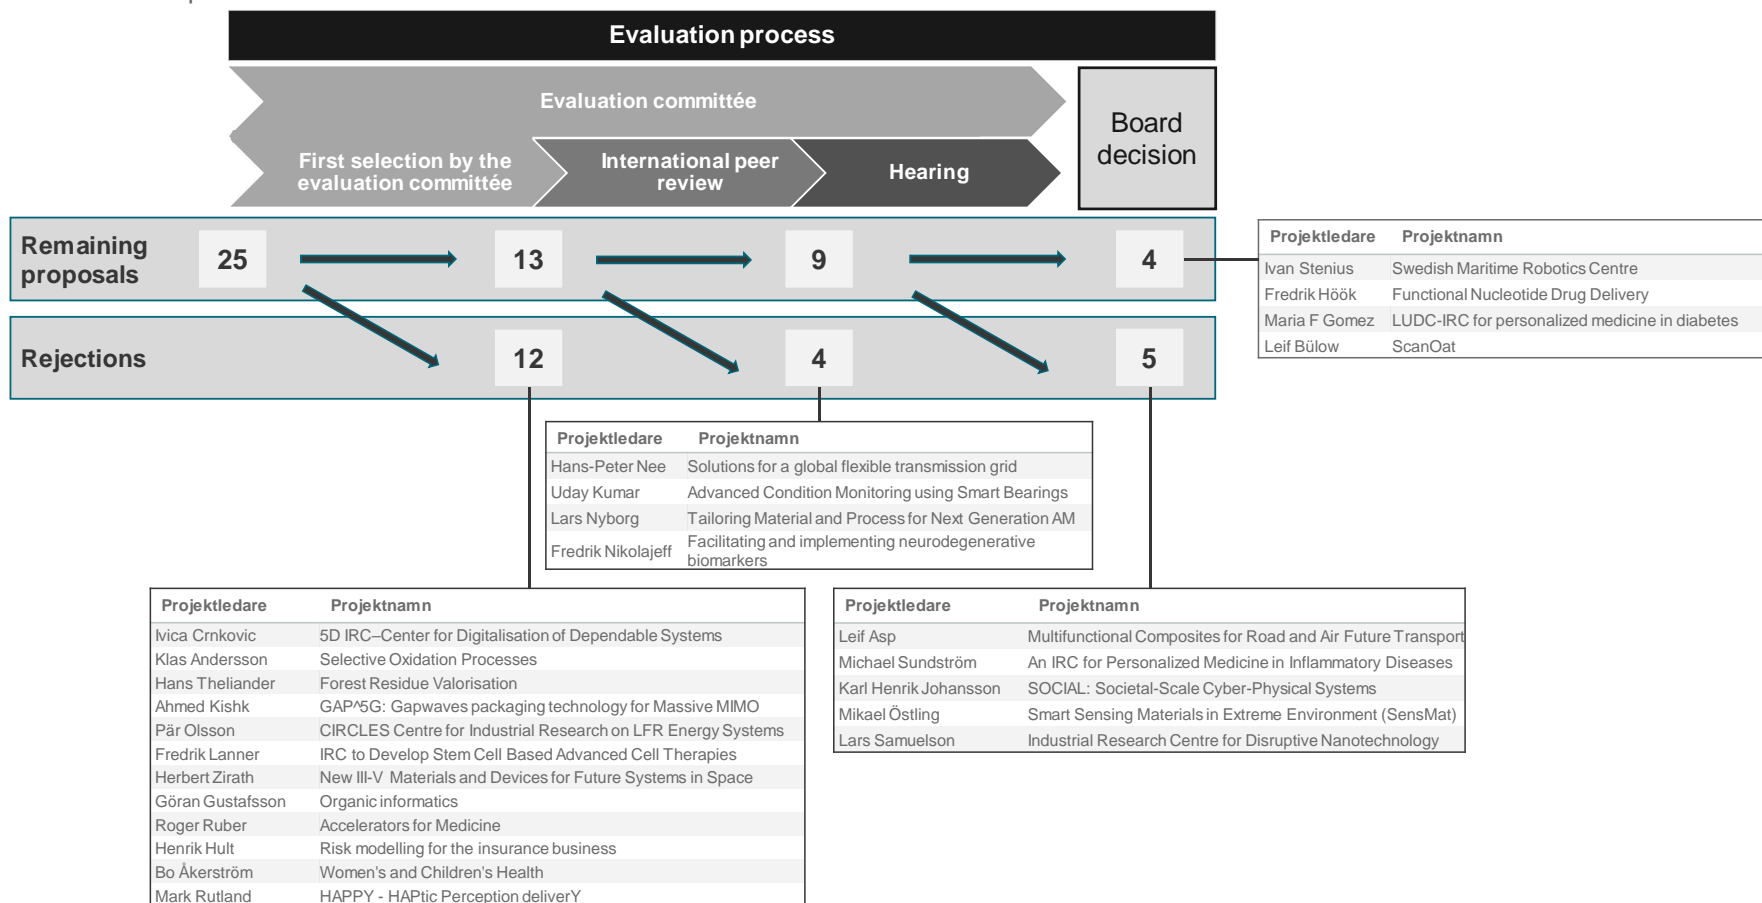 Evaluation process
Evaluation committée
Board
decision
First selection by the
evaluation committée
International peer
review
Hearing
Remaining
proposals
25
13
9
4
Rejections
12
4
5
Projektledare Projektnamn
Ivan Stenius Swedish Maritime Robotics Centre
Fredrik Höök Functional Nucleotide Drug Delivery
Maria F Gomez LUDC-IRC for personalized medicine in diabetes
Leif Bülow ScanOat
Projektledare Projektnamn
Hans-Peter Nee Solutions for a global flexible transmission grid
Uday Kumar Advanced Condition Monitoring using Smart Bearings
Lars Nyborg Tailoring Material and Process for Next Generation AM
Fredrik Nikolajeff Facilitating and implementing neurodegenerative
biomarkers
Projektledare Projektnamn
Ivica Crnkovic 5D IRC–Center for Digitalisation of Dependable Systems
Klas Andersson Selective Oxidation Processes
Hans Theliander Forest Residue Valorisation
Ahmed Kishk GAP^5G: Gapwaves packaging technology for Massive MIMO
Pär Olsson CIRCLES Centre for Industrial Research on LFR Energy Systems
Fredrik Lanner IRC to Develop Stem Cell Based Advanced Cell Therapies
Herbert Zirath New III-V Materials and Devices for Future Systems in Space
Göran Gustafsson Organic informatics
Roger Ruber Accelerators for Medicine
Henrik Hult Risk modelling for the insurance business
Bo Åkerström Women's and Children's Health
Mark Rutland HAPPY - HAPtic Perception deliverY
Projektledare Projektnamn
Leif Asp Multifunctional Composites for Road and Air Future Transport
Michael Sundström An IRC for Personalized Medicine in Inflammatory Diseases
Karl Henrik Johansson SOCIAL: Societal-Scale Cyber-Physical Systems
Mikael Östling Smart Sensing Materials in Extreme Environment (SensMat)
Lars Samuelson Industrial Research Centre for Disruptive Nanotechnology